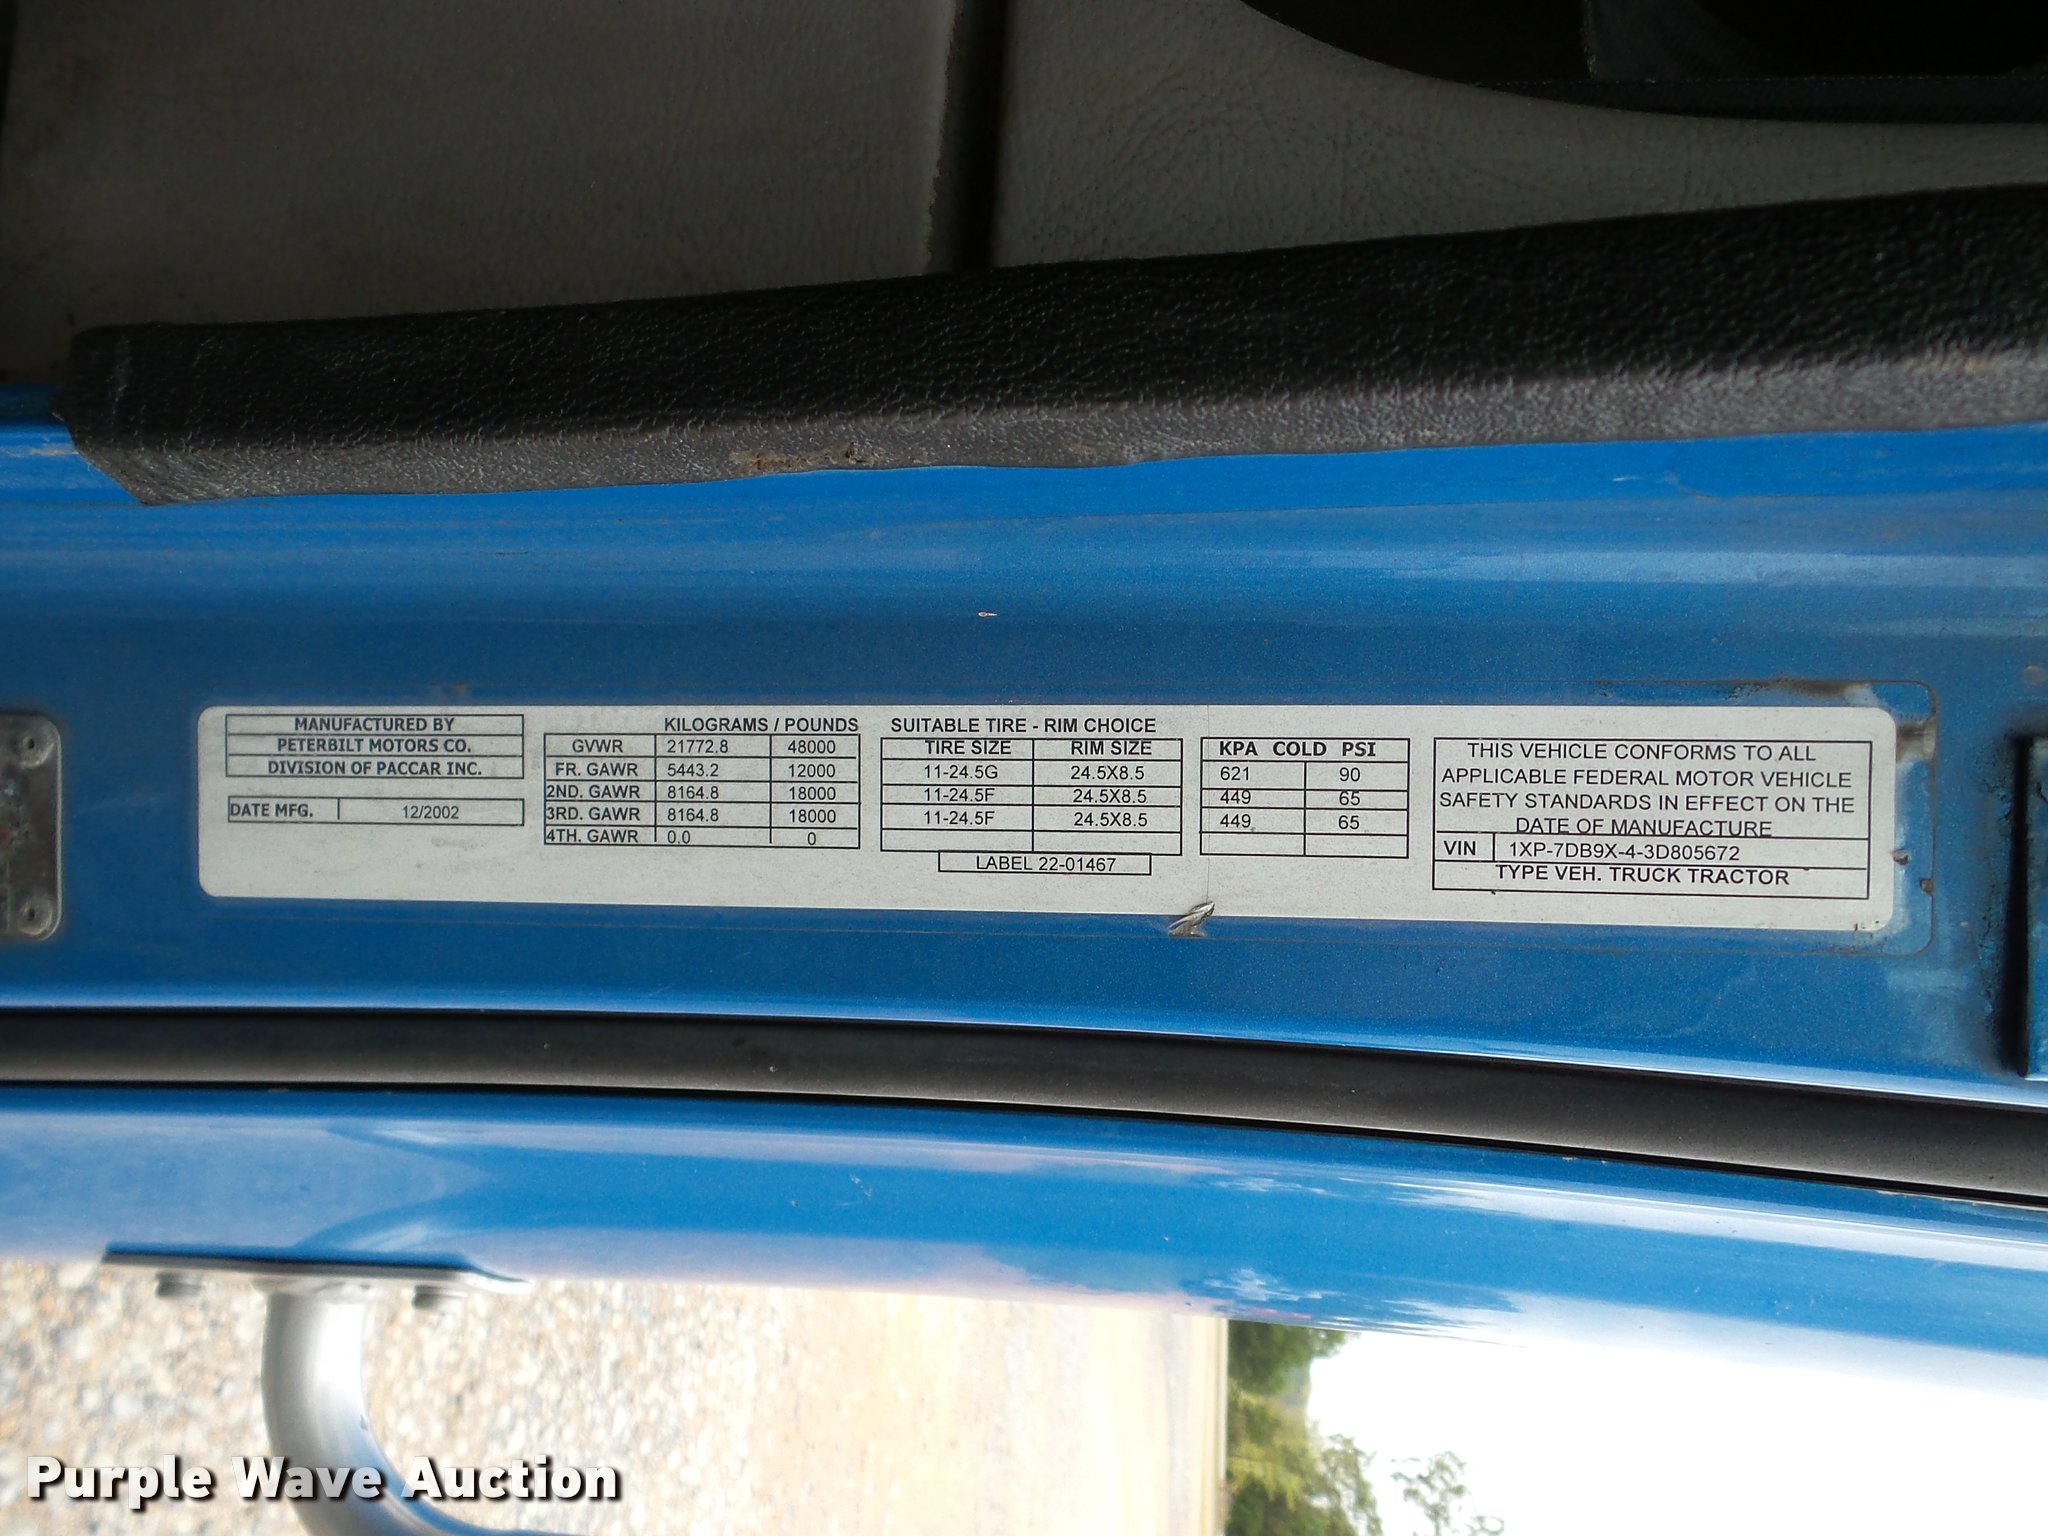 MANUFACTURED BY
PETERBILT MOTORS CO.
DIVISION OF PACCAR INC.
DATE MFG. 12/2002
KILOGRAMS / POUNDS
GVWR 21772.8 48000
FR. GAWR 5443.2 12000
2ND. GAWR 8164.8 18000
3RD. GAWR 8164.8 18000
4TH. GAWR 0.0 0
SUITABLE TIRE - RIM CHOICE
TIRE SIZE RIM SIZE
11-24.5G 24.5X8.5
11-24.5F 24.5X8.5
11-24.5F 24.5X8.5
LABEL 22-01467
KPA COLD PSI
621 90
449 65
449 65
THIS VEHICLE CONFORMS TO ALL
APPLICABLE FEDERAL MOTOR VEHICLE
SAFETY STANDARDS IN EFFECT ON THE
DATE OF MANUFACTURE
VIN 1XP-7DB9X-4-3D805672
TYPE VEH. TRUCK TRACTOR
Purple Wave Auction